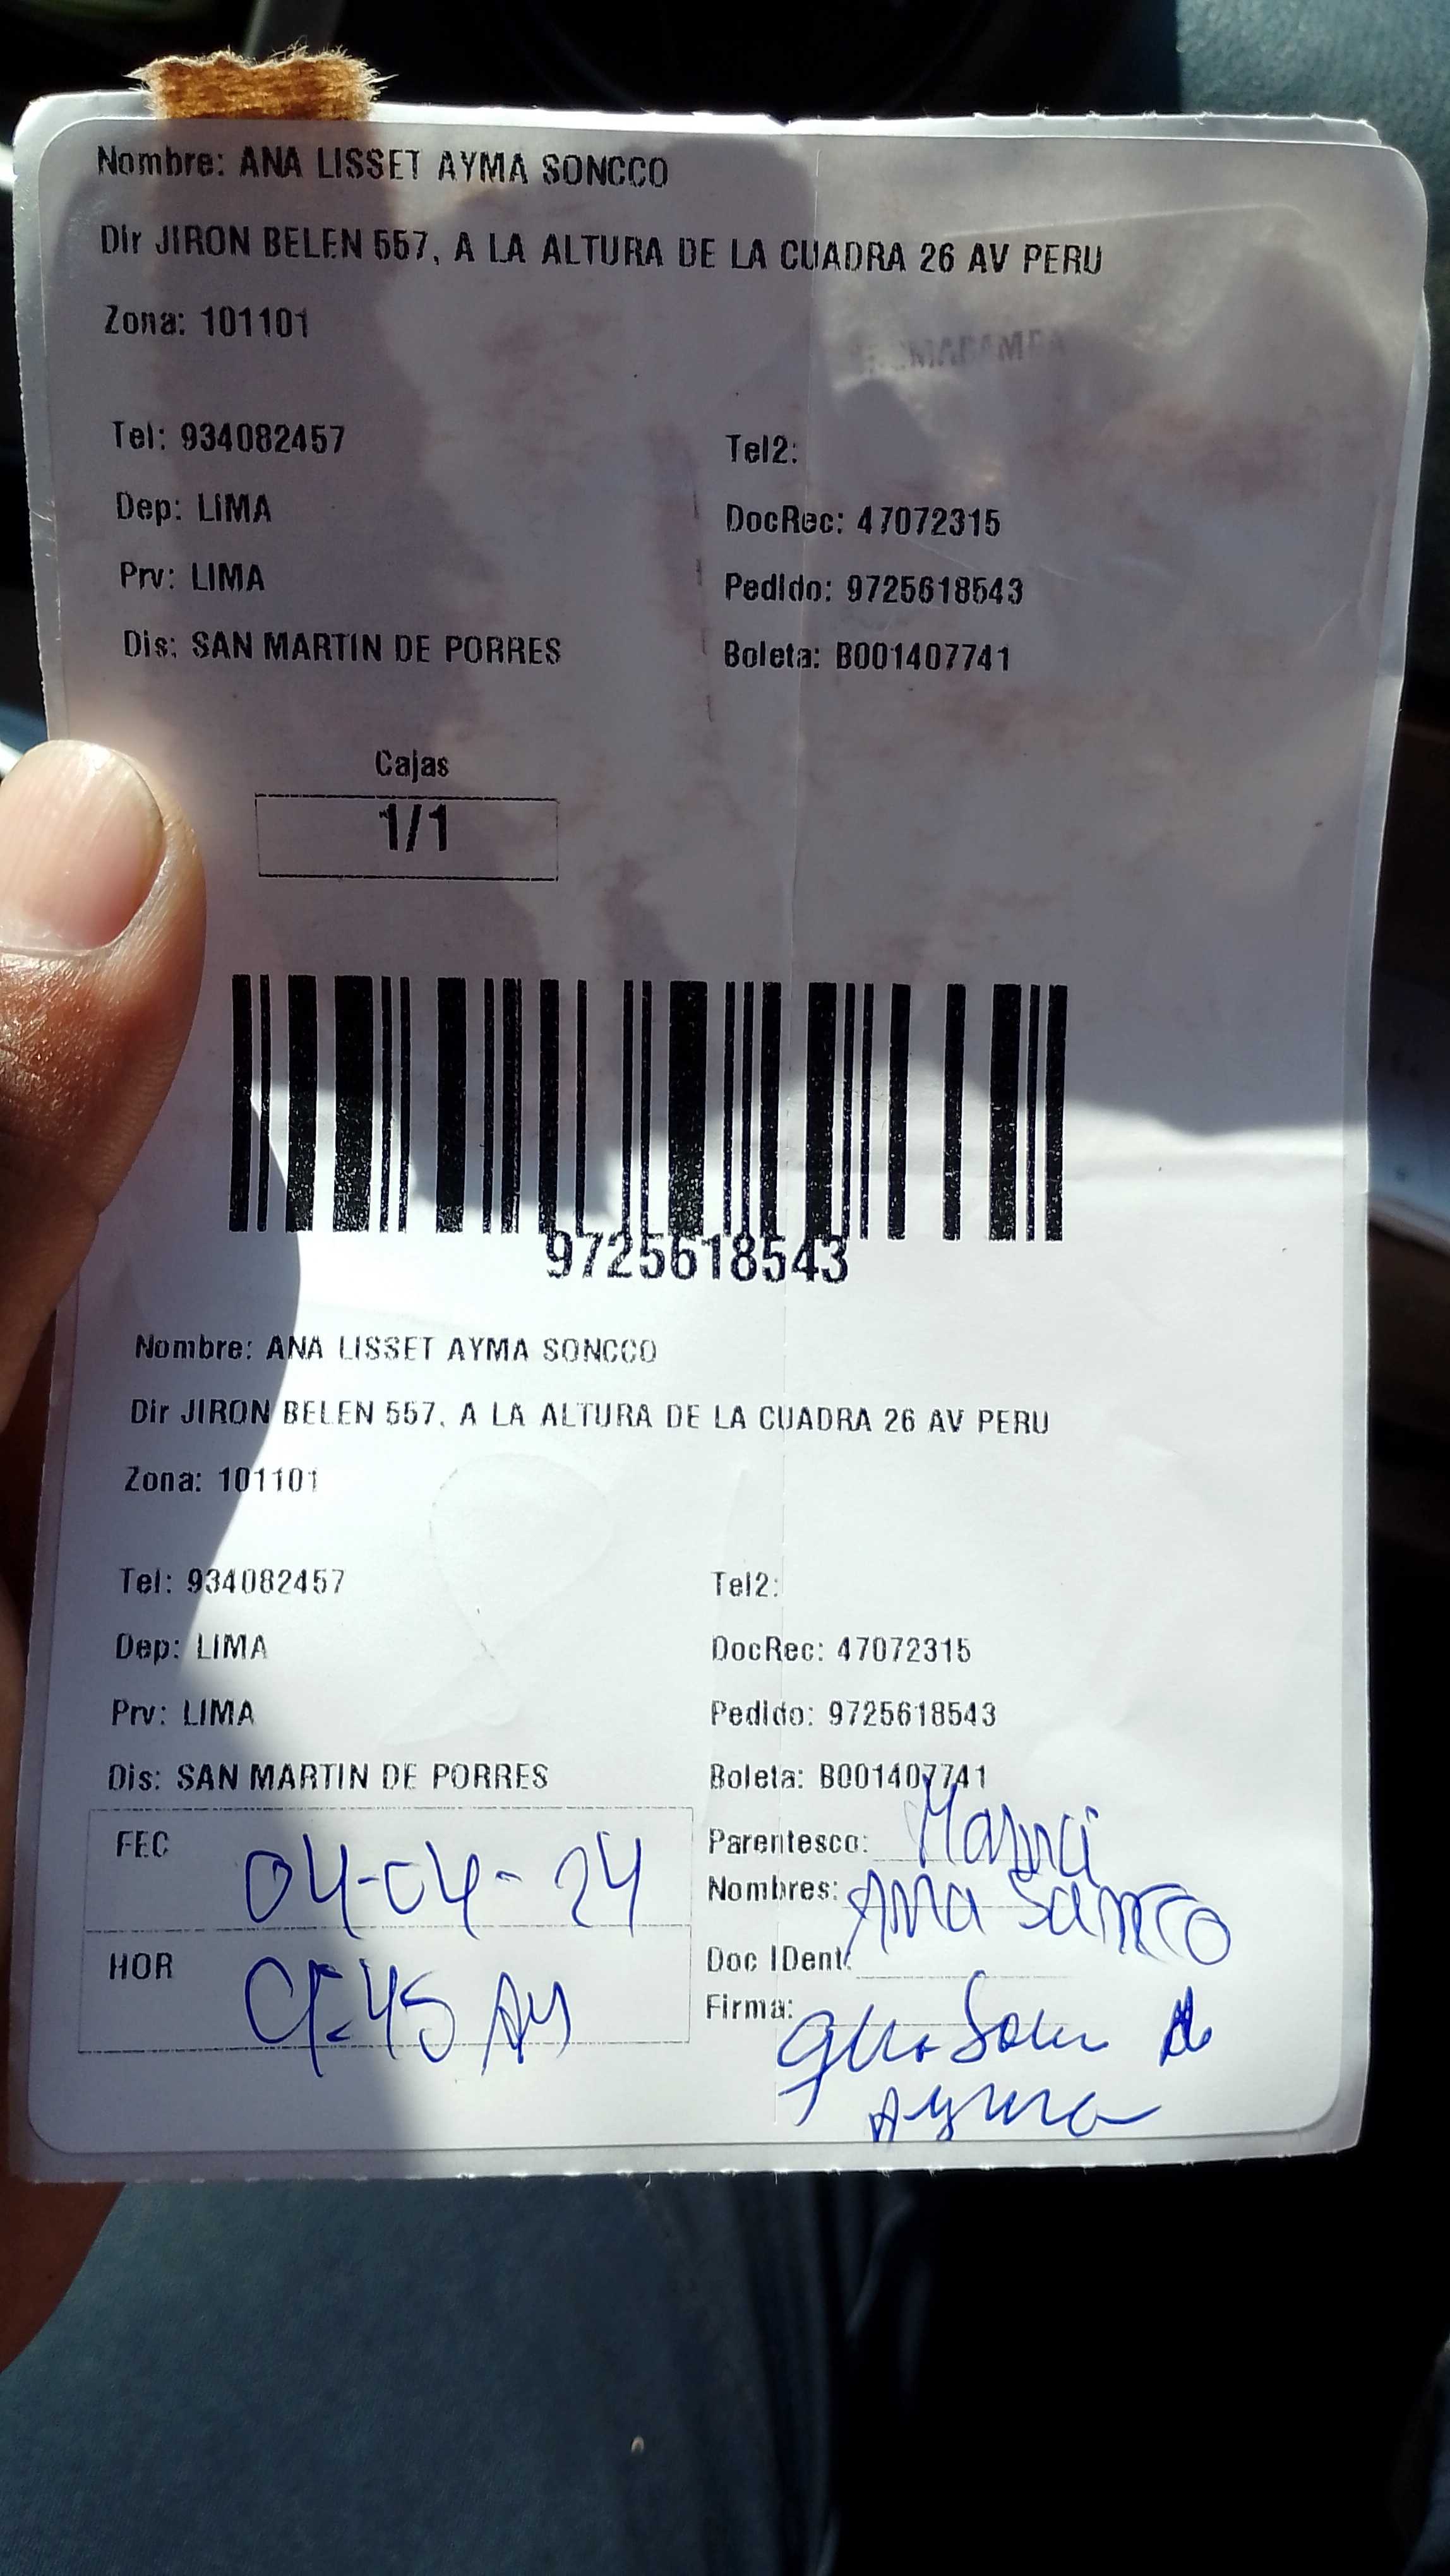 Nombre: ANA LISSET AYMA SONCCO
Dir JIRON BELEN 557, A LA ALTURA DE LA CUADRA 26 AV PERU
Zona: 101101
Tel: 934082457 Tel2:
Dep: LIMA DocRec: 47072315
Prv: LIMA Pedido: 9725618543
Dis: SAN MARTIN DE PORRES Boleta: B001407741
Cajas
1/1
9725618543
Nombre: ANA LISSET AYMA SONCCO
Dir JIRON BELEN 557, A LA ALTURA DE LA CUADRA 26 AV PERU
Zona: 101101
Tel: 934082457 Tel2:
Dep: LIMA DocRec: 47072315
Prv: LIMA Pedido: 9725618543
Dis: SAN MARTIN DE PORRES Boleta: B001407741
FEC 04-04-24 Parentesco:
Nombres: Ana
HOR Doc IDent:
Firma: de